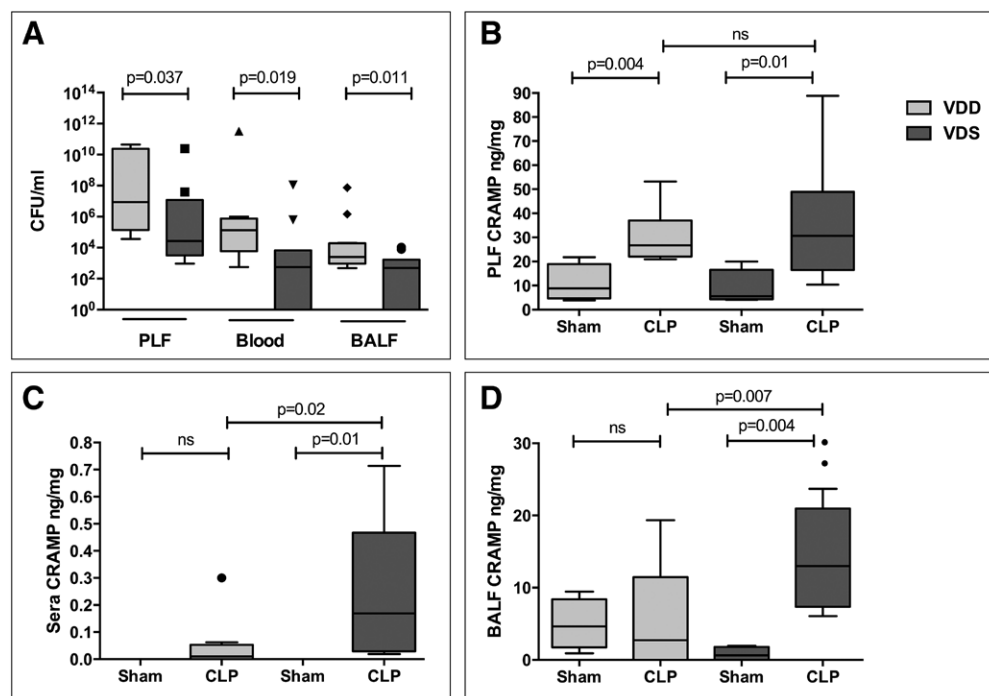 A
p=0.037 p=0.019 p=0.011
CFU/ml
10^14
10^12
10^10
10^8
10^6
10^4
10^2
10^0
PLF Blood BALF
B
ns
p=0.004 p=0.01
PLF CRAMP ng/mg
90
80
70
60
50
40
30
20
10
0
Sham CLP Sham CLP
VDD
VDS
C
p=0.02
ns p=0.01
Sera CRAMP ng/mg
0.8
0.7
0.6
0.5
0.4
0.3
0.2
0.1
0.0
Sham CLP Sham CLP
D
p=0.007
ns p=0.004
BALF CRAMP ng/mg
30
20
10
0
Sham CLP Sham CLP